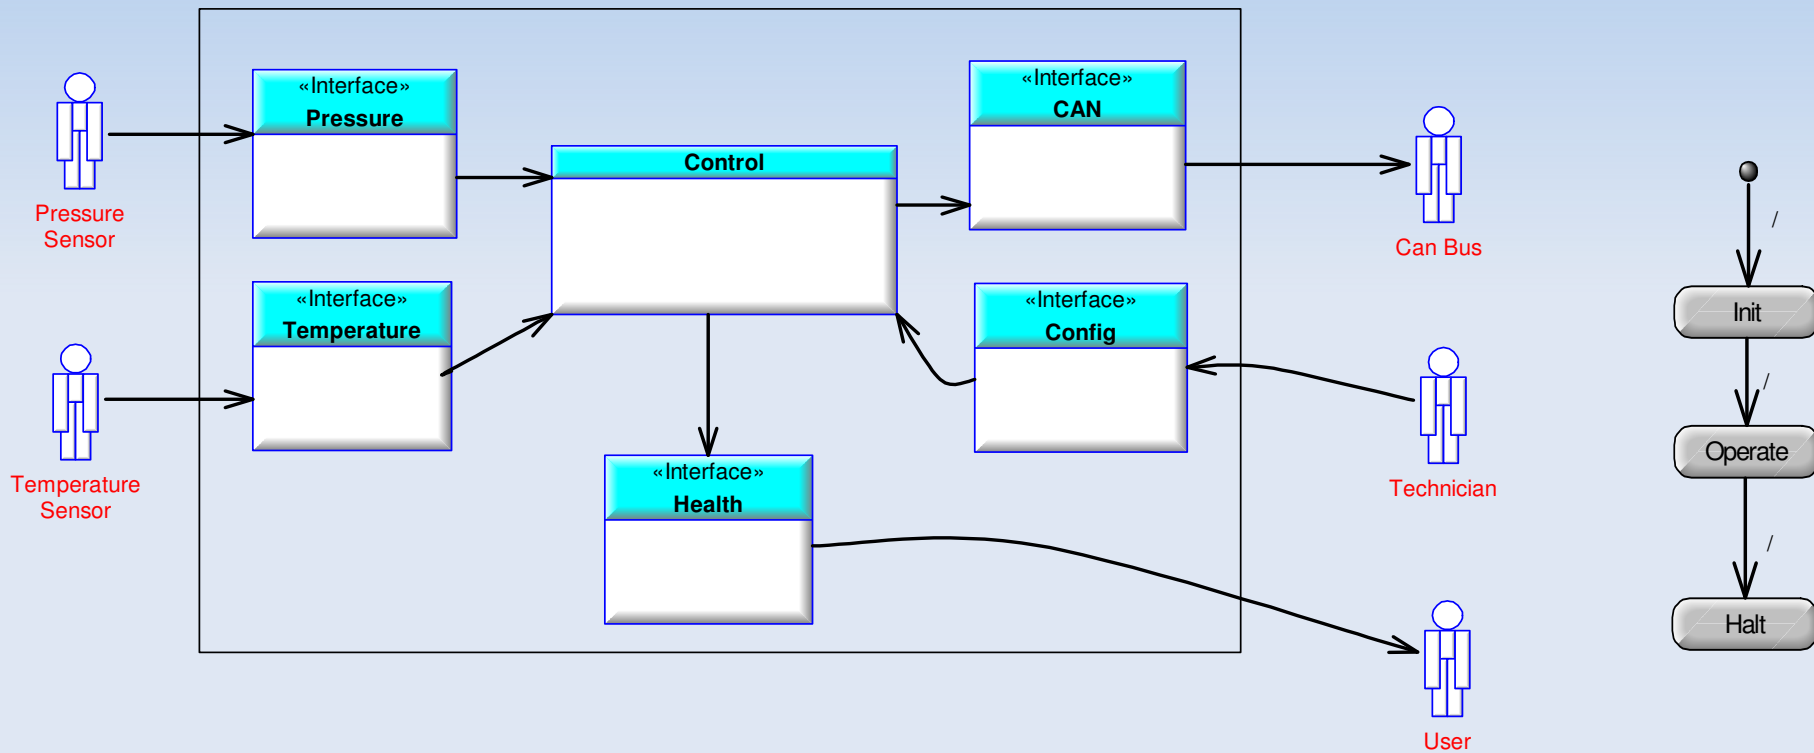 «Interface»
Pressure
Pressure
Sensor
«Interface»
Temperature
Temperature
Sensor
Control
«Interface»
Health
«Interface»
CAN
Can Bus
«Interface»
Config
Technician
User
/
Init
/
Operate
/
Halt